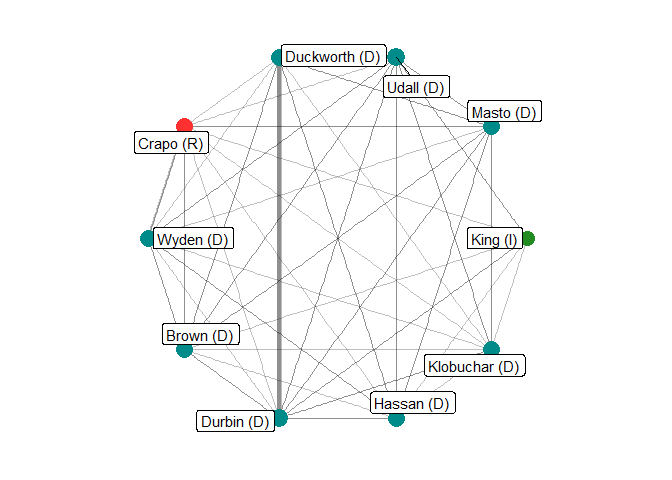 Duckworth (D)
Udall (D)
Masto (D)
Crapo (R)
Wyden (D)
King (I)
Brown (D)
Klobuchar (D)
Hassan (D)
Durbin (D)